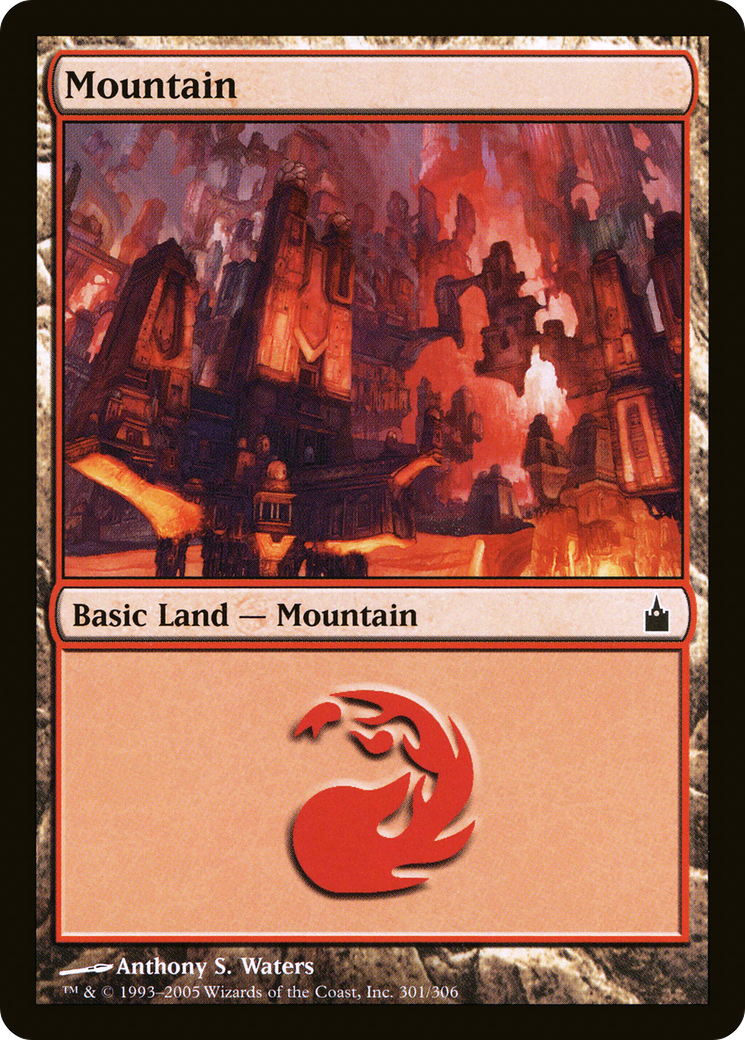 Mountain
Basic Land — Mountain
Anthony S. Waters
™ & © 1993–2005 Wizards of the Coast, Inc. 301/306